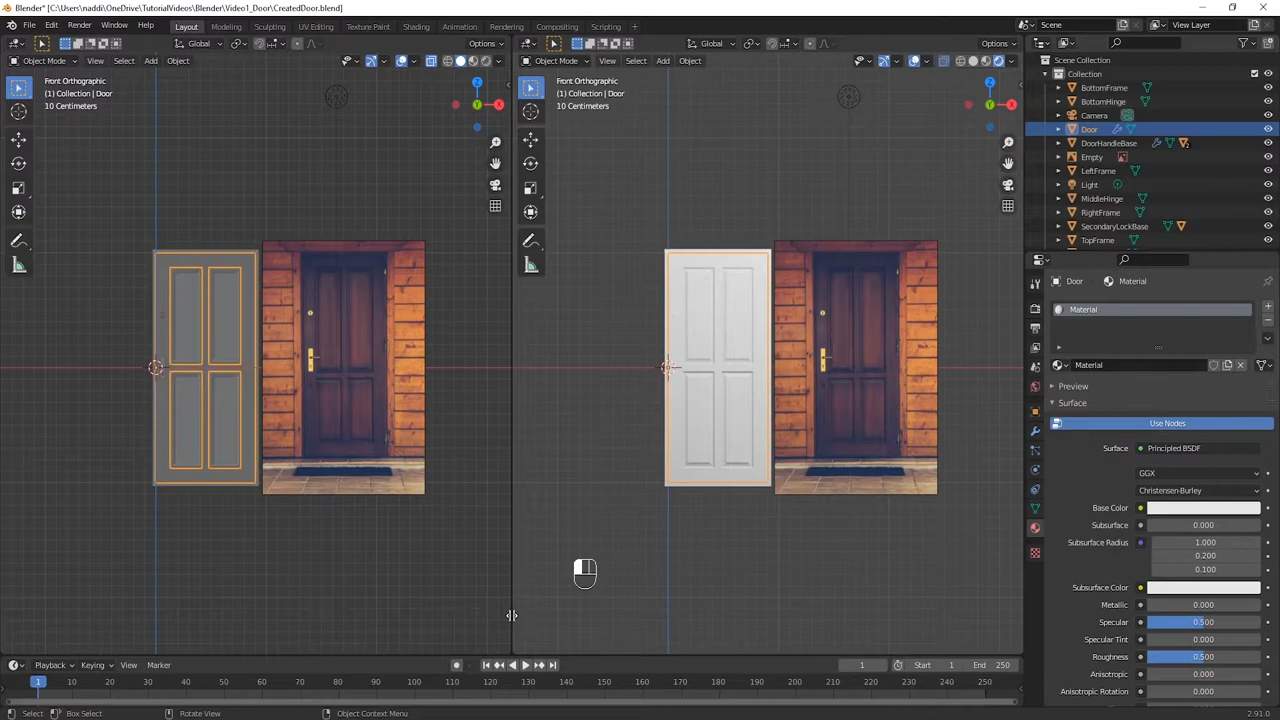 Blender* [C:\Users\naddi\OneDrive\TutorialVideos\Blender\Video1_Door\CreatedDoor.blend]
File Edit Render Window Help Layout Modeling Sculpting UV Editing Texture Paint Shading Animation Rendering Compositing Scripting Scene View Layer
Global Options Global Options
Object Mode View Select Add Object Object Mode View Select Add Object
Scene Collection
Collection
BottomFrame
BottomHinge
Camera
Door
DoorHandleBase
Empty
LeftFrame
Light
MiddleHinge
RightFrame
SecondaryLockBase
TopFrame
Front Orthographic
(1) Collection | Door
10 Centimeters
Z
Y
X
Front Orthographic
(1) Collection | Door
10 Centimeters
Z
Y
X
Door Material
Material
Material
Preview
Surface
Use Nodes
Surface Principled BSDF
GGX
Christensen-Burley
Base Color
Subsurface 0.000
Subsurface Radius 1.000
0.200
0.100
Subsurface Color
Metallic 0.000
Specular 0.500
Specular Tint 0.000
Roughness 0.500
Anisotropic 0.000
Anisotropic Rotation 0.000
Playback Keying View Marker 1 Start 1 End 250
1 10 20 30 40 50 60 70 80 90 100 110 120 130 140 150 160 170 180 190 200 210 220 230 240 250
Select Box Select Rotate View Object Context Menu 2.91.0